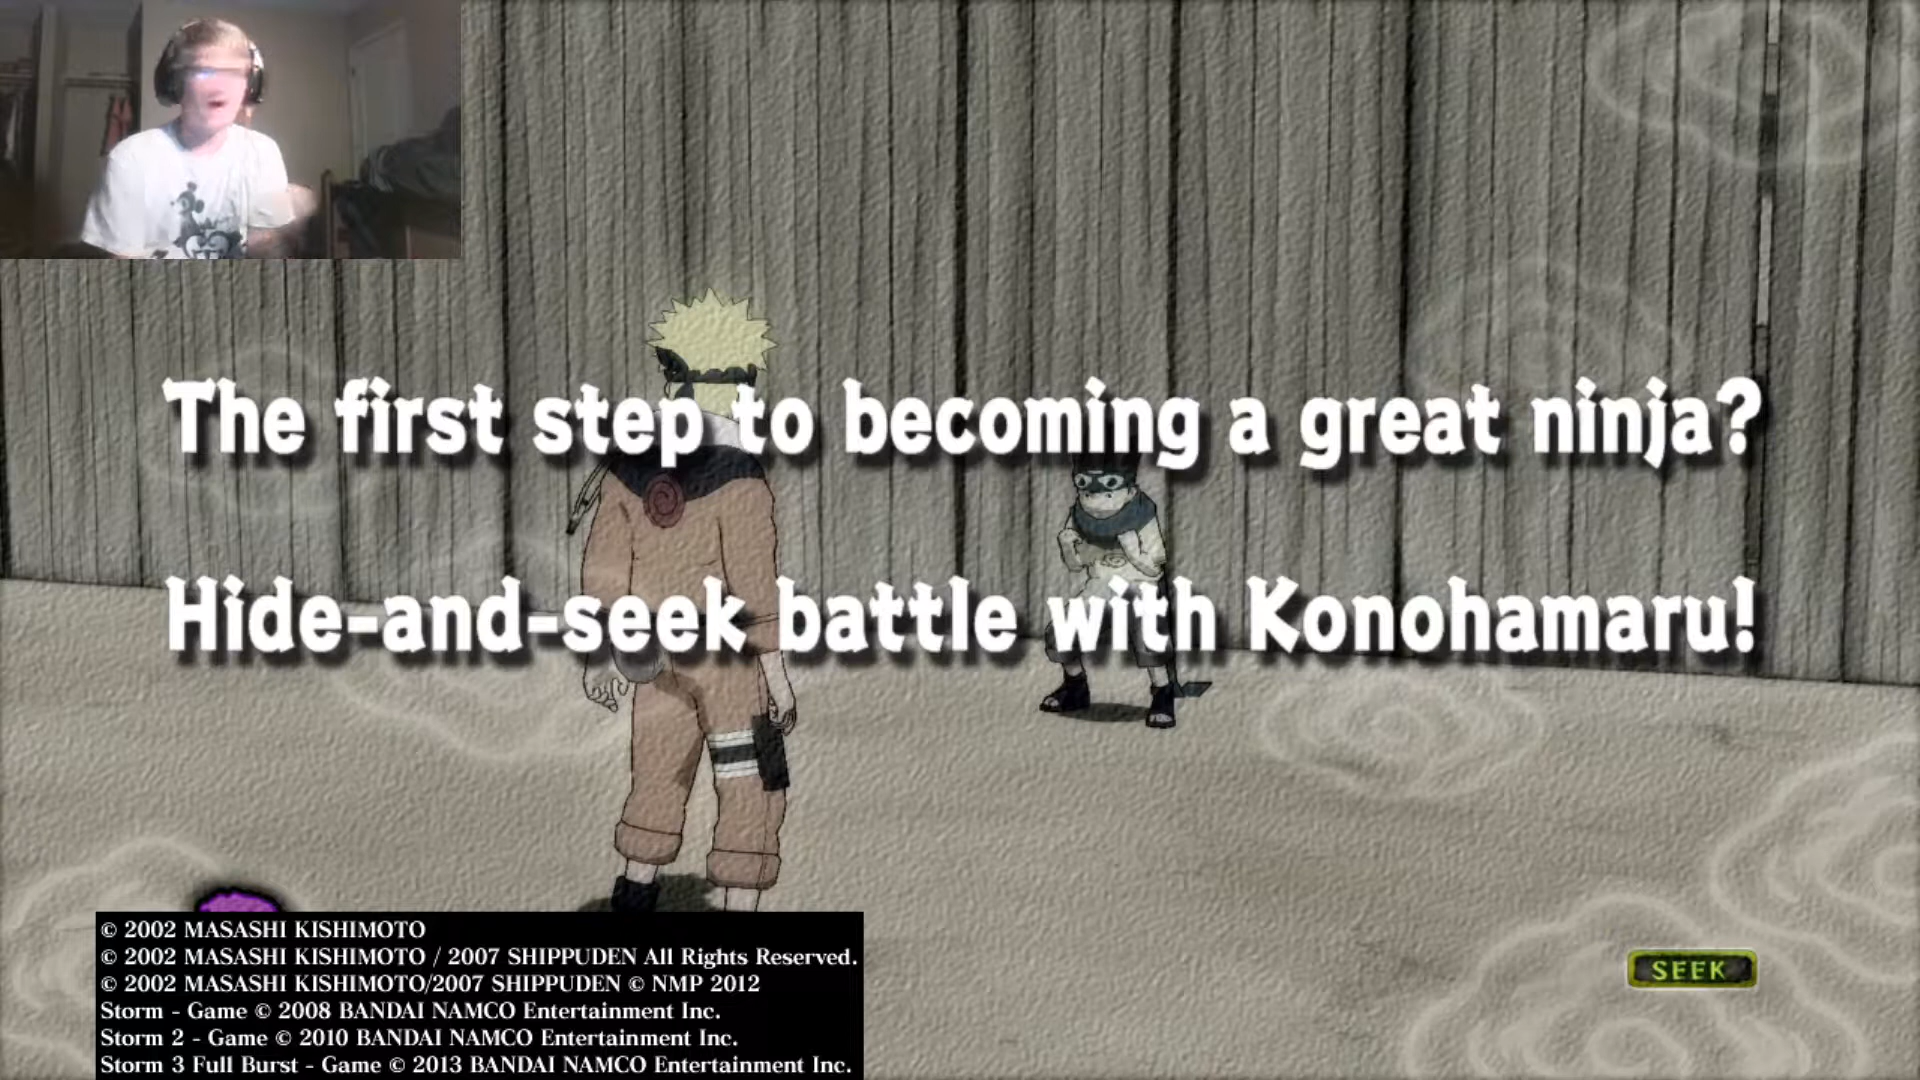 The first step to becoming a great ninja?
Hide-and-seek battle with Konohamaru!
© 2002 MASASHI KISHIMOTO
© 2002 MASASHI KISHIMOTO / 2007 SHIPPUDEN All Rights Reserved.
© 2002 MASASHI KISHIMOTO/2007 SHIPPUDEN © NMP 2012
Storm - Game © 2008 BANDAI NAMCO Entertainment Inc.
Storm 2 - Game © 2010 BANDAI NAMCO Entertainment Inc.
Storm 3 Full Burst - Game © 2013 BANDAI NAMCO Entertainment Inc.
SEEK